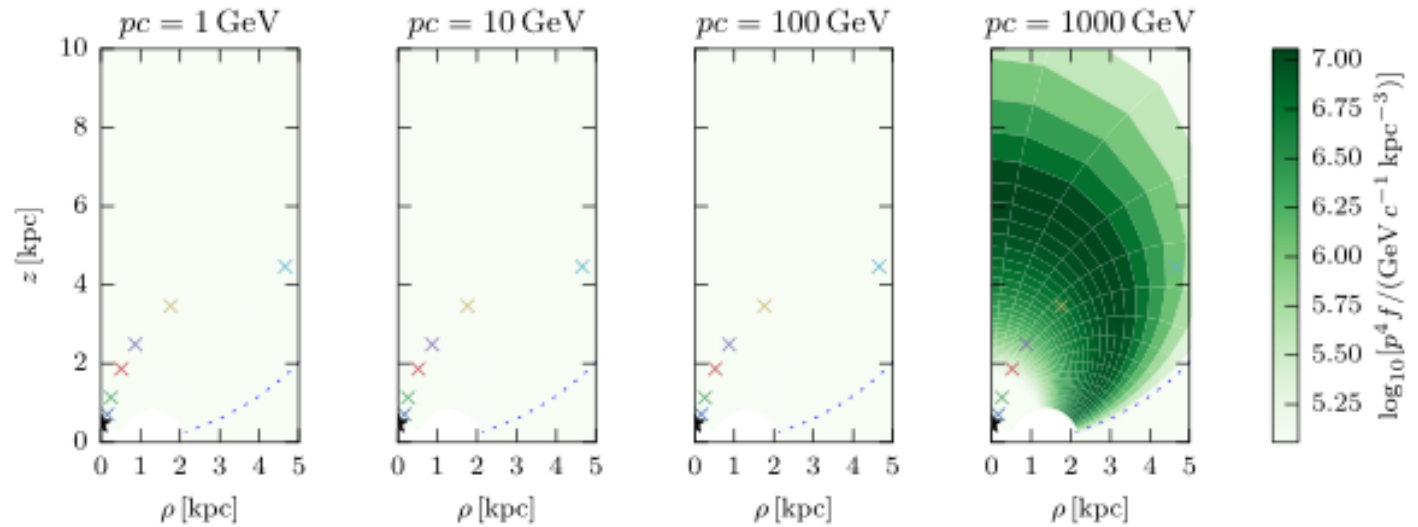 pc = 1 GeV
pc = 10 GeV
pc = 100 GeV
pc = 1000 GeV
10
8
6
4
2
0
z [kpc]
0 1 2 3 4 5
0 1 2 3 4 5
0 1 2 3 4 5
0 1 2 3 4 5
ρ [kpc]
ρ [kpc]
ρ [kpc]
ρ [kpc]
7.00
6.75
6.50
6.25
6.00
5.75
5.50
5.25
log₁₀[p⁴ f/(GeV c⁻¹ kpc⁻³)]